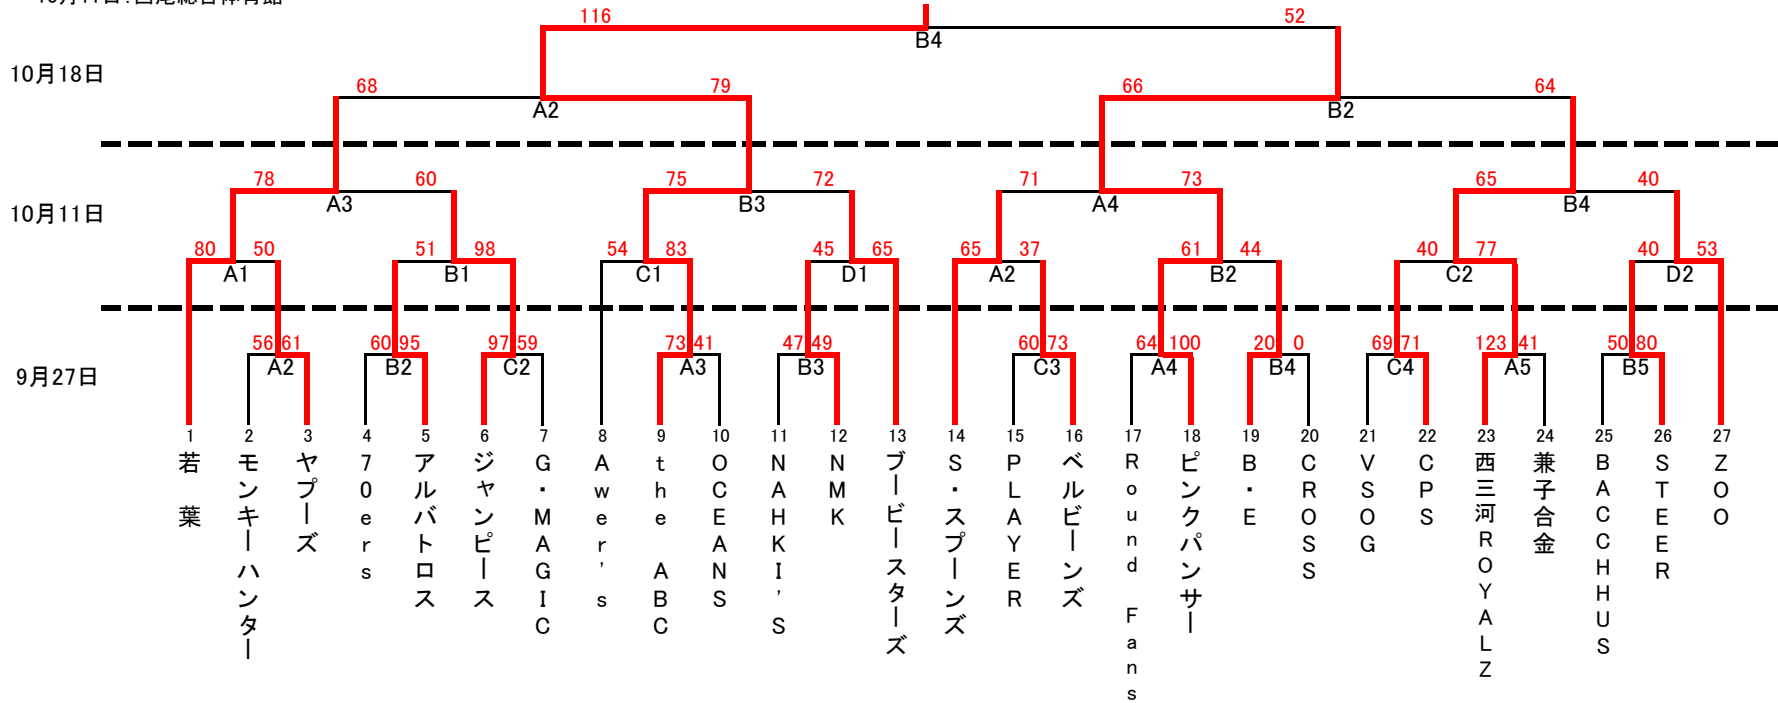 116 52
B4
10月18日
68 79 66 64
A2 B2
78 60 75 72 71 73 65 40
10月11日
A3 B3 A4 B4
80 50 51 98 54 83 45 65 65 37 61 44 40 77 40 53
A1 B1 C1 D1 A2 B2 C2 D2
56 61 60 95 97 59 73 41 47 49 60 73 64 100 20 0 69 71 123 41 50 80
A2 B2 C2 A3 B3 C3 A4 B4 C4 A5 B5
9月27日
1 2 3 4 5 6 7 8 9 10 11 12 13 14 15 16 17 18 19 20 21 22 23 24 25 26 27
若葉
モンキーハンター
ヤプーズ
70ers
アルバトロス
ジャンピース
G・MAGIC
Awer's
the ABC
OCEANS
NAHKI'S
NMK
ブービースターズ
S・スプーンズ
PLAYER
ベルビーンズ
Round Fans
ピンクパンサー
B・E
CROSS
VSOG
CPS
西三河ROYALZ
兼子合金
BACCHHUS
STEER
ZOO